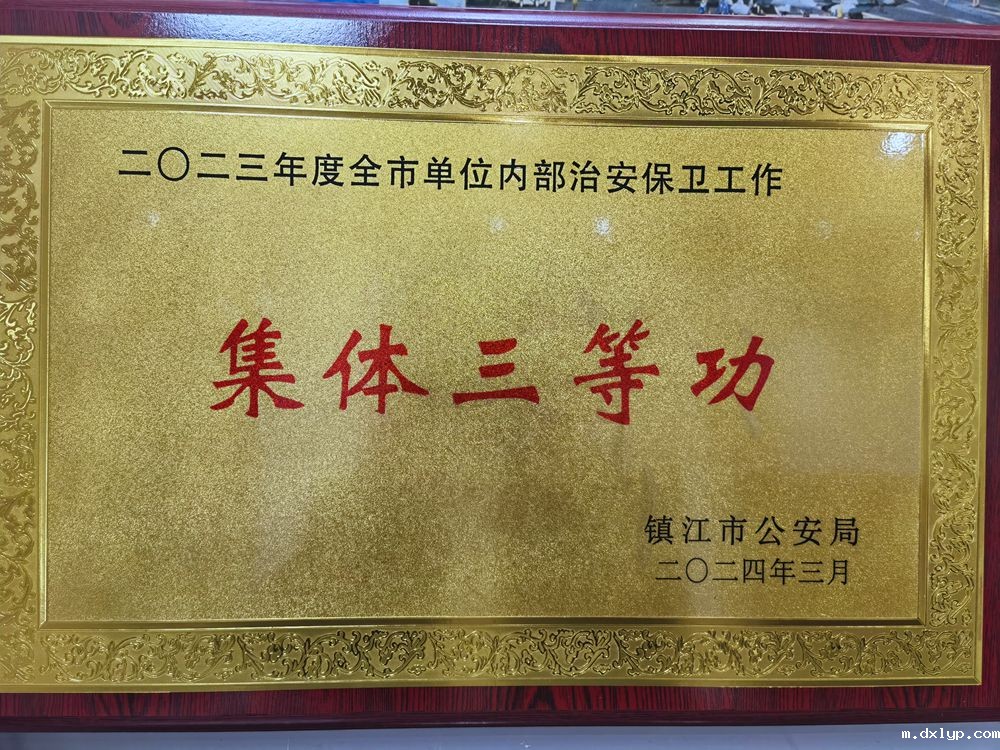 二〇二三年度全市单位内部治安保卫工作
集体三等功
镇江市公安局
二〇二四年三月
m.dxlyp.com